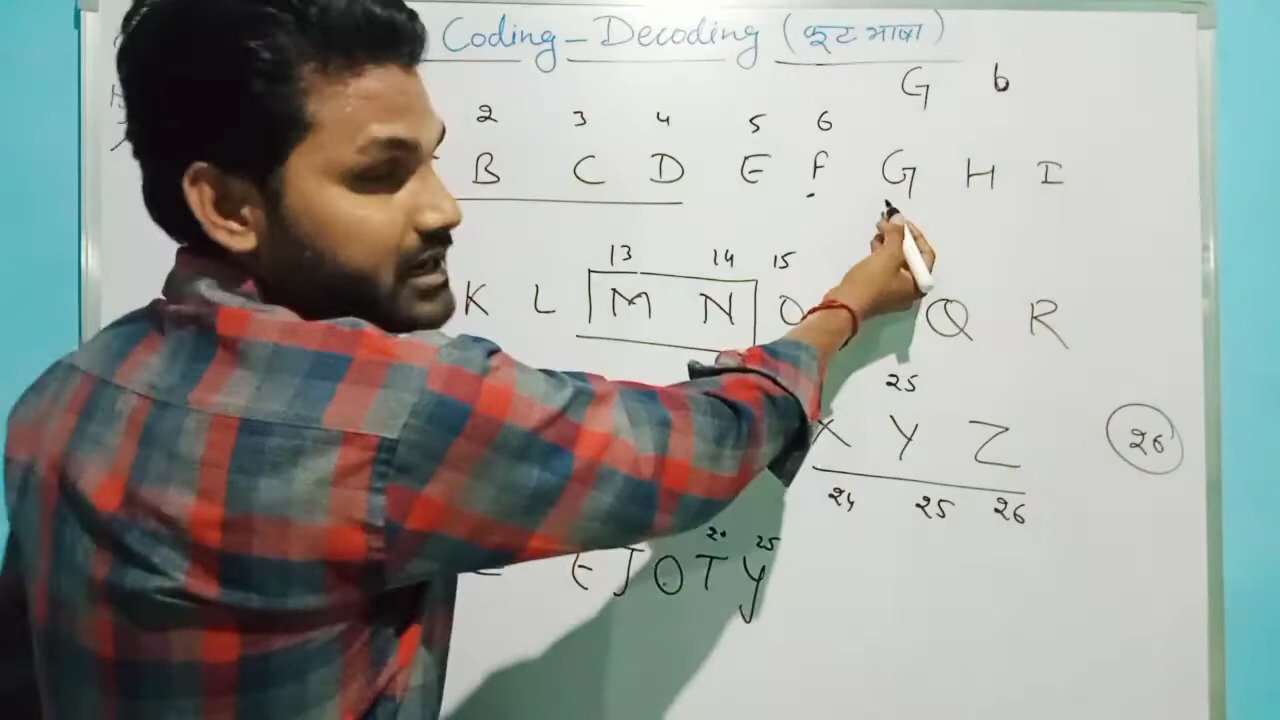 Coding - Decoding (कूट भाषा)
G b
2 3 4 5 6
B C D E F G H I
13 14 15
K L M N O Q R
25
X Y Z 26
24 25 26
20 25
E J O T Y